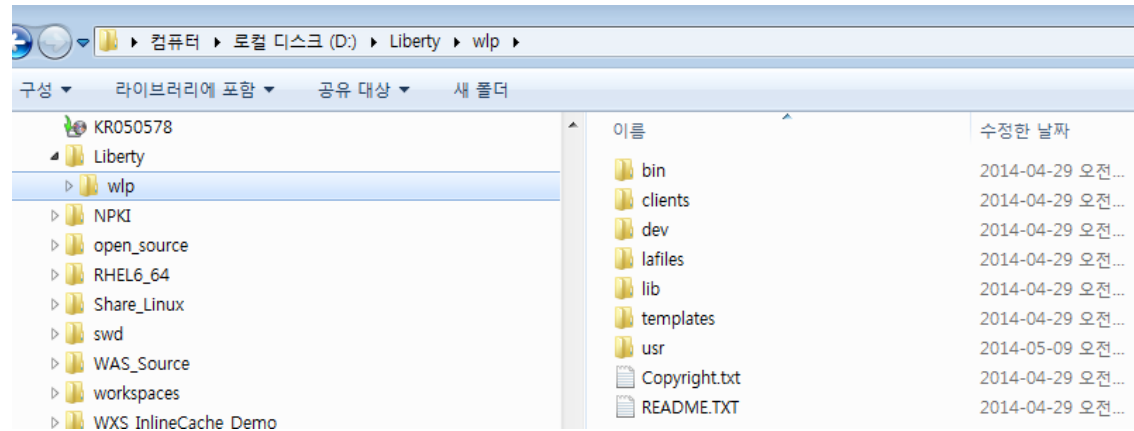 컴퓨터 ▸ 로컬 디스크 (D:) ▸ Liberty ▸ wlp ▸
구성 ▼ 라이브러리에 포함 ▼ 공유 대상 ▼ 새 폴더
KR050578
Liberty
wlp
NPKI
open_source
RHEL6_64
Share_Linux
swd
WAS_Source
workspaces
WXS_InlineCache_Demo
이름 수정한 날짜
bin 2014-04-29 오전...
clients 2014-04-29 오전...
dev 2014-04-29 오전...
lafiles 2014-04-29 오전...
lib 2014-04-29 오전...
templates 2014-04-29 오전...
usr 2014-05-09 오전...
Copyright.txt 2014-04-29 오전...
README.TXT 2014-04-29 오전...